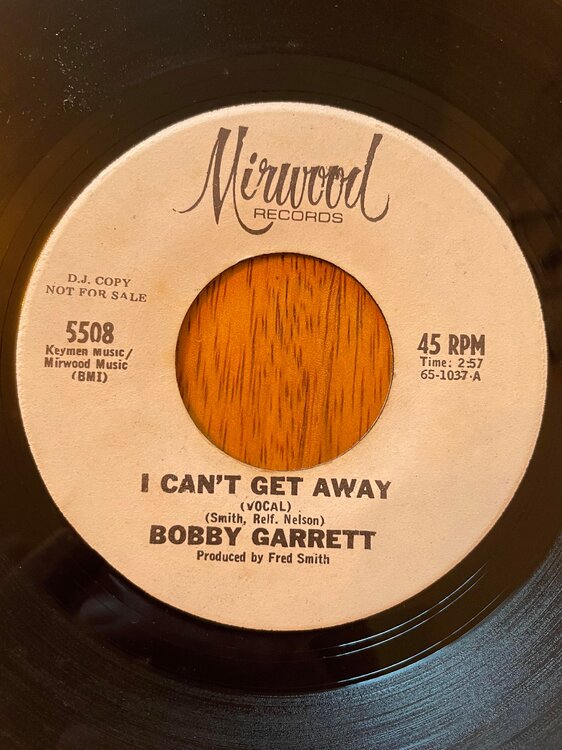 Mirwood
RECORDS
D.J. COPY
NOT FOR SALE
5508
Keymen Music/
Mirwood Music
(BMI)
45 RPM
Time: 2:57
65-1037-A
I CAN'T GET AWAY
(VOCAL)
(Smith, Relf. Nelson)
BOBBY GARRETT
Produced by Fred Smith